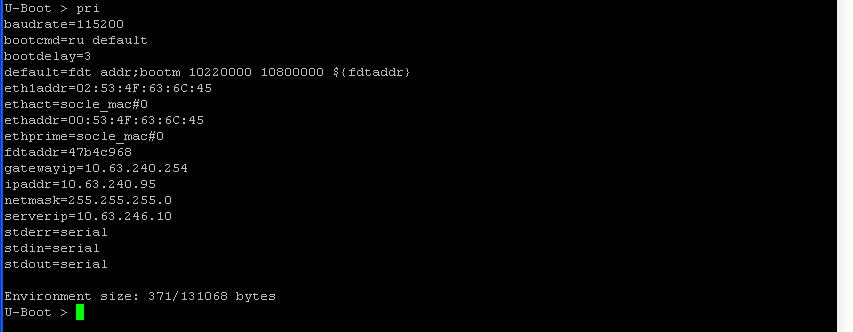 U-Boot > pri
baudrate=115200
bootcmd=ru default
bootdelay=3
default=fdt addr;bootm 10220000 10800000 ${fdtaddr}
eth1addr=02:53:4F:63:6C:45
ethact=socle_mac#0
ethaddr=00:53:4F:63:6C:45
ethprime=socle_mac#0
fdtaddr=47b4c968
gatewayip=10.63.240.254
ipaddr=10.63.240.95
netmask=255.255.255.0
serverip=10.63.246.10
stderr=serial
stdin=serial
stdout=serial
Environment size: 371/131068 bytes
U-Boot >